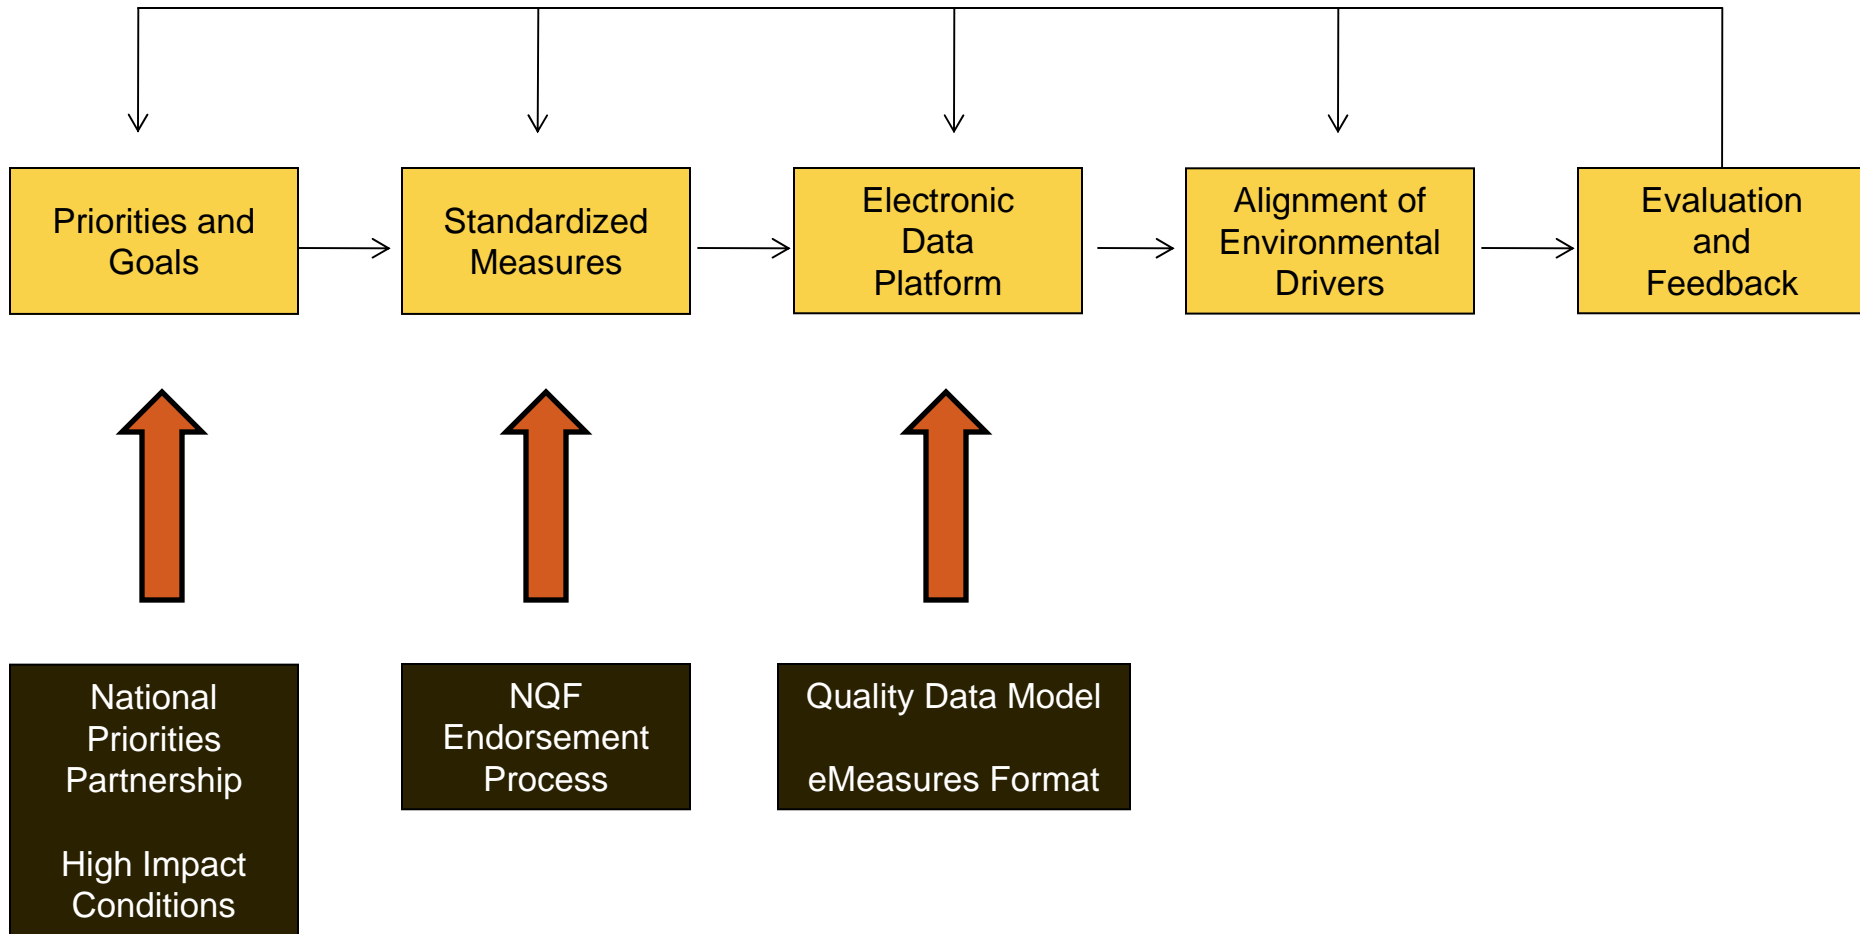 Priorities and
Goals
Standardized
Measures
Electronic
Data
Platform
Alignment of
Environmental
Drivers
Evaluation
and
Feedback
National
Priorities
Partnership
High Impact
Conditions
NQF
Endorsement
Process
Quality Data Model
eMeasures Format